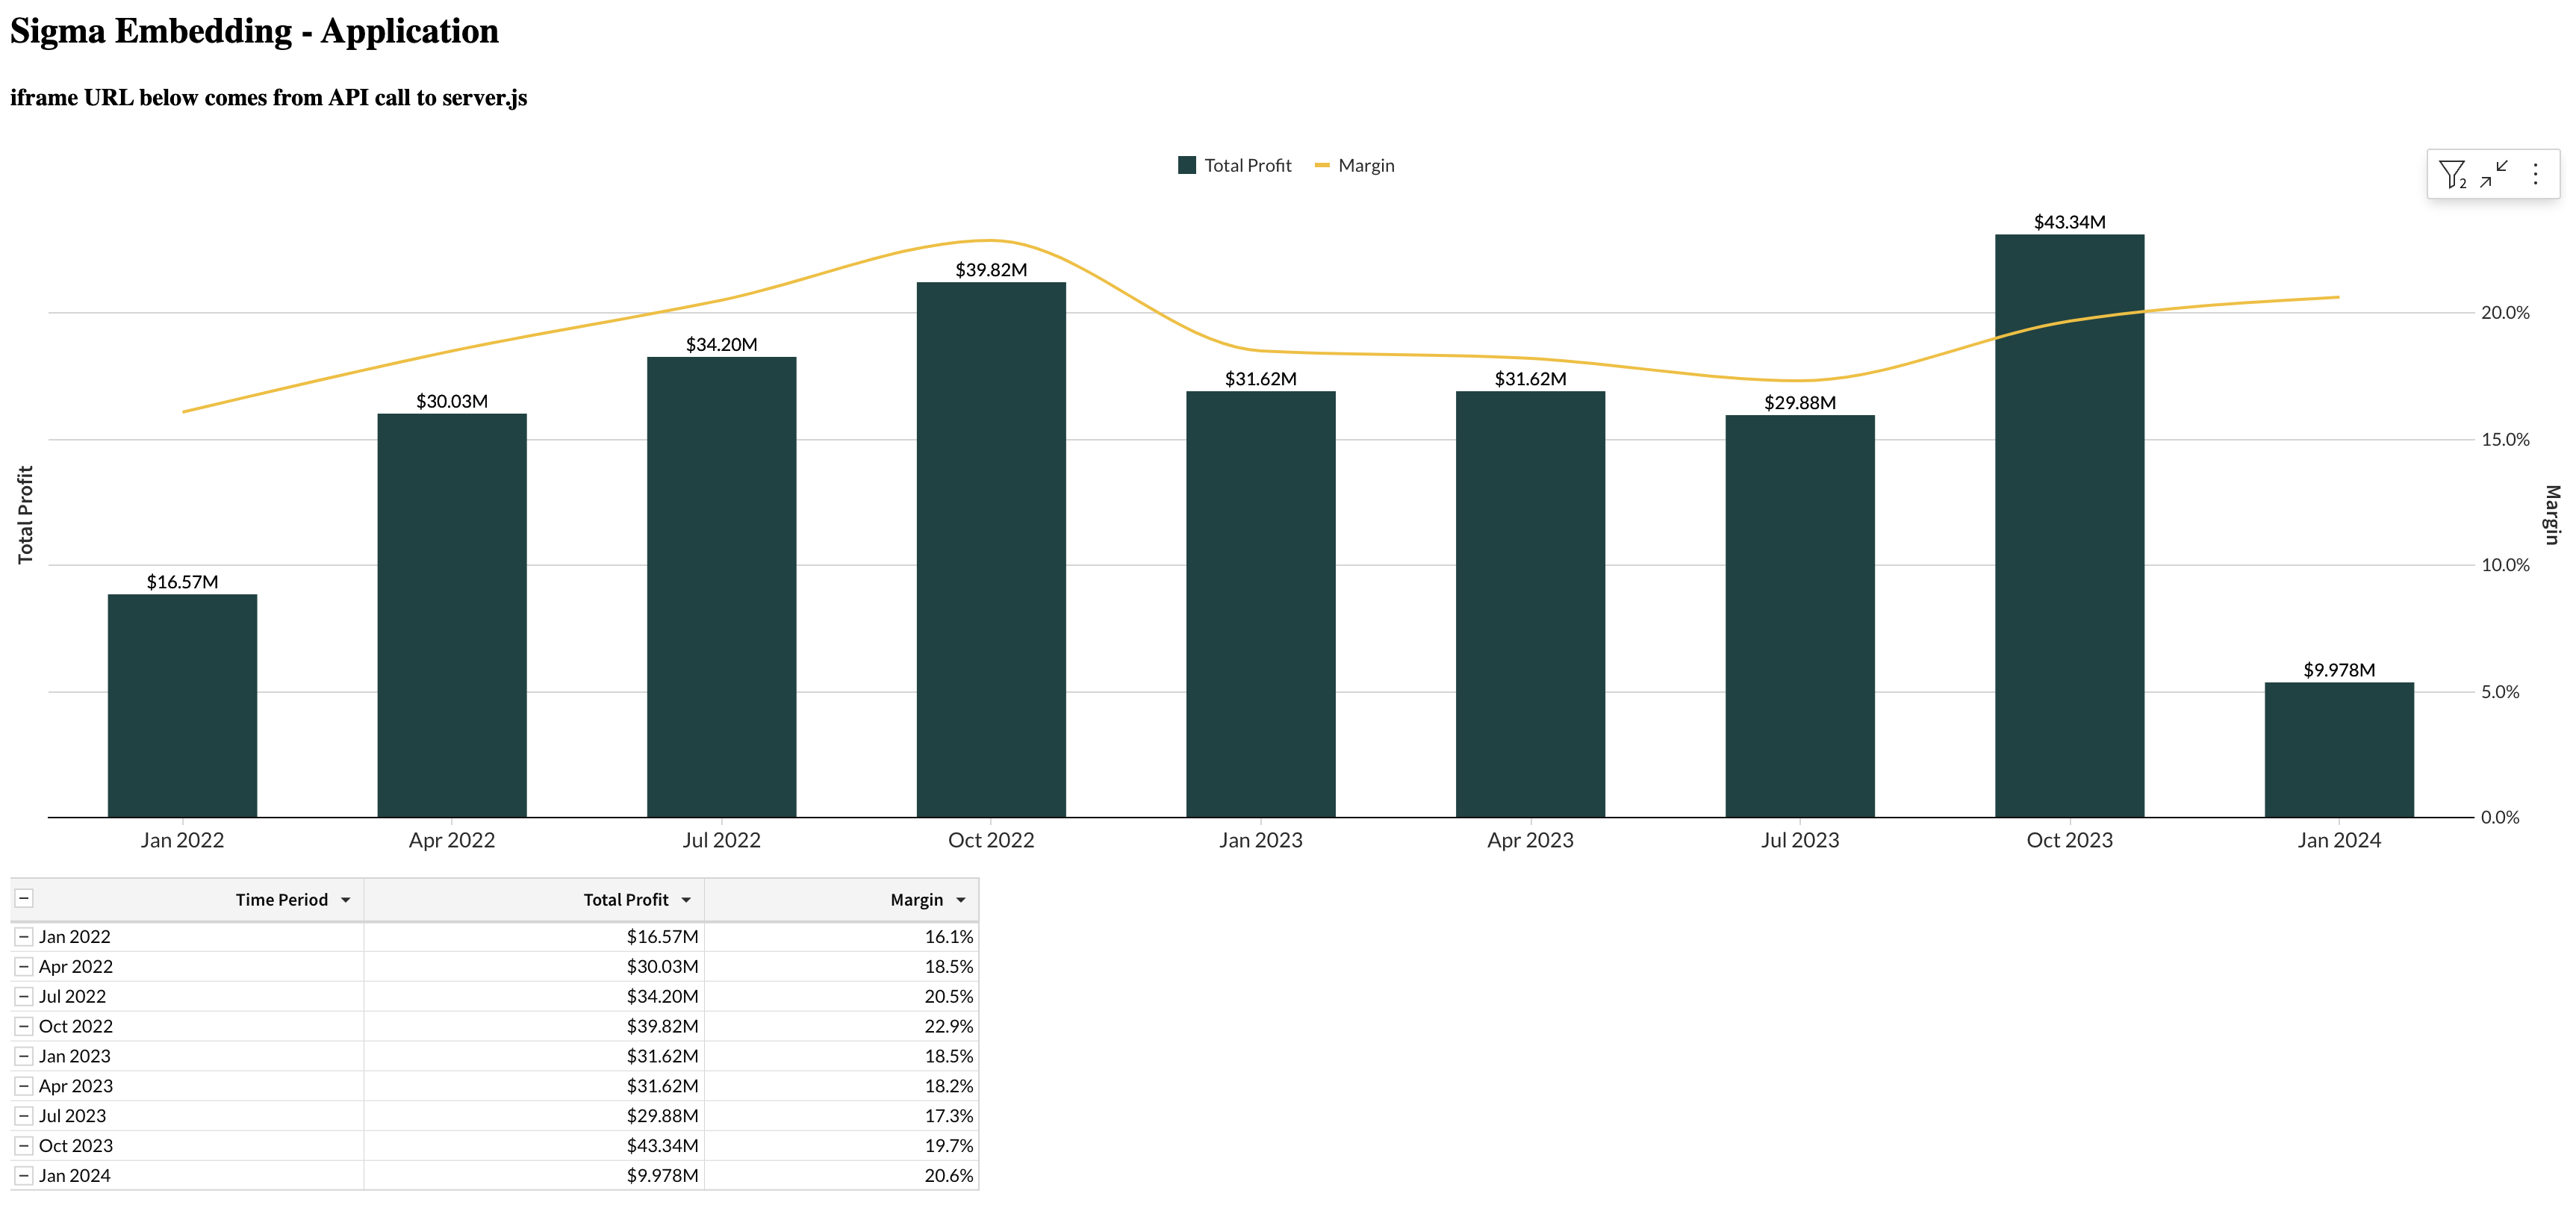 Sigma Embedding - Application
iframe URL below comes from API call to server.js
Total Profit Margin
2
$43.34M
$39.82M
20.0%
$34.20M
$31.62M $31.62M
$30.03M $29.88M
15.0%
Total Profit
Margin
10.0%
$16.57M
$9.978M
5.0%
0.0%
Jan 2022 Apr 2022 Jul 2022 Oct 2022 Jan 2023 Apr 2023 Jul 2023 Oct 2023 Jan 2024
Time Period Total Profit Margin
Jan 2022 $16.57M 16.1%
Apr 2022 $30.03M 18.5%
Jul 2022 $34.20M 20.5%
Oct 2022 $39.82M 22.9%
Jan 2023 $31.62M 18.5%
Apr 2023 $31.62M 18.2%
Jul 2023 $29.88M 17.3%
Oct 2023 $43.34M 19.7%
Jan 2024 $9.978M 20.6%